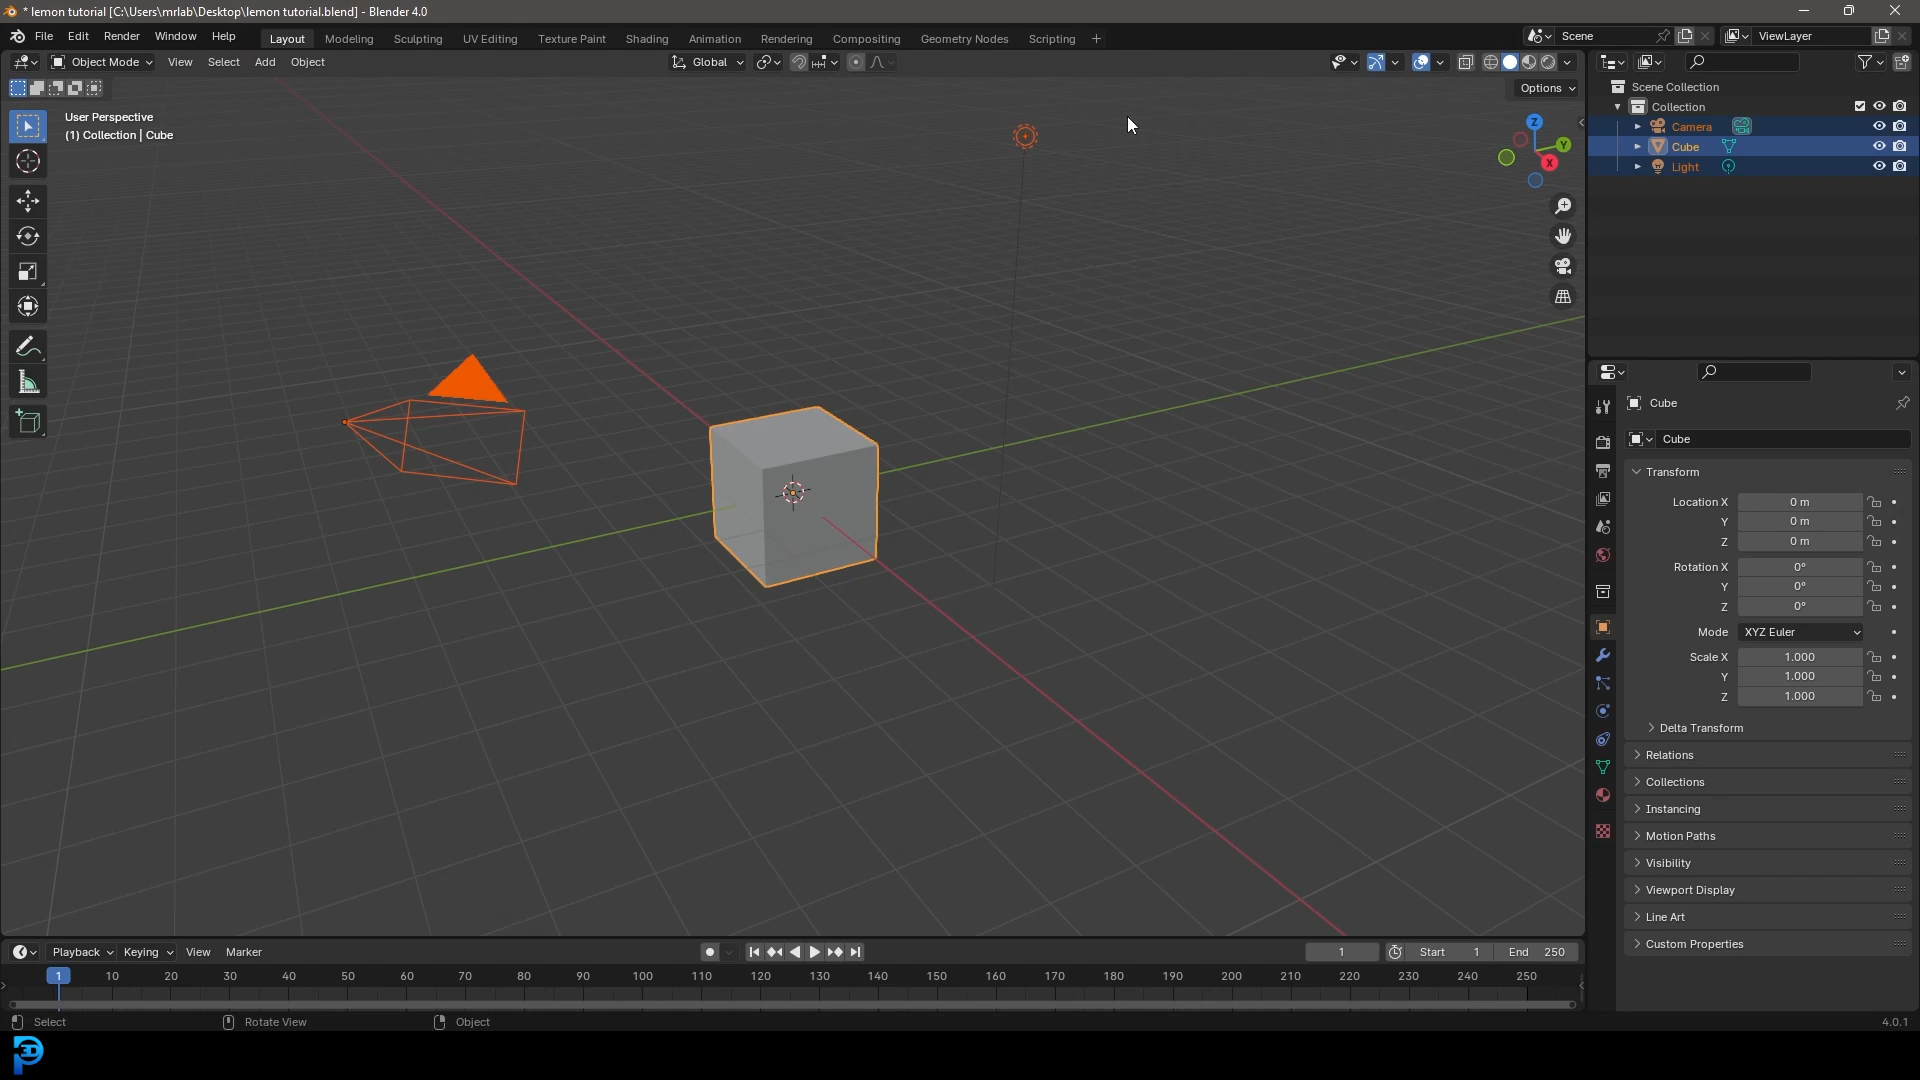 * lemon tutorial [C:\Users\mrlab\Desktop\lemon tutorial.blend] - Blender 4.0
File Edit Render Window Help Layout Modeling Sculpting UV Editing Texture Paint Shading Animation Rendering Compositing Geometry Nodes Scripting + Scene ViewLayer
Object Mode View Select Add Object Global
Options
User Perspective
(1) Collection | Cube
Z
Y
X
Scene Collection
Collection
Camera
Cube
Light
Cube
Cube
Transform
Location X 0 m
Y 0 m
Z 0 m
Rotation X 0°
Y 0°
Z 0°
Mode XYZ Euler
Scale X 1.000
Y 1.000
Z 1.000
Delta Transform
Relations
Collections
Instancing
Motion Paths
Visibility
Viewport Display
Line Art
Custom Properties
Playback Keying View Marker 1 Start 1 End 250
1 10 20 30 40 50 60 70 80 90 100 110 120 130 140 150 160 170 180 190 200 210 220 230 240 250
Select Rotate View Object 4.0.1
3D